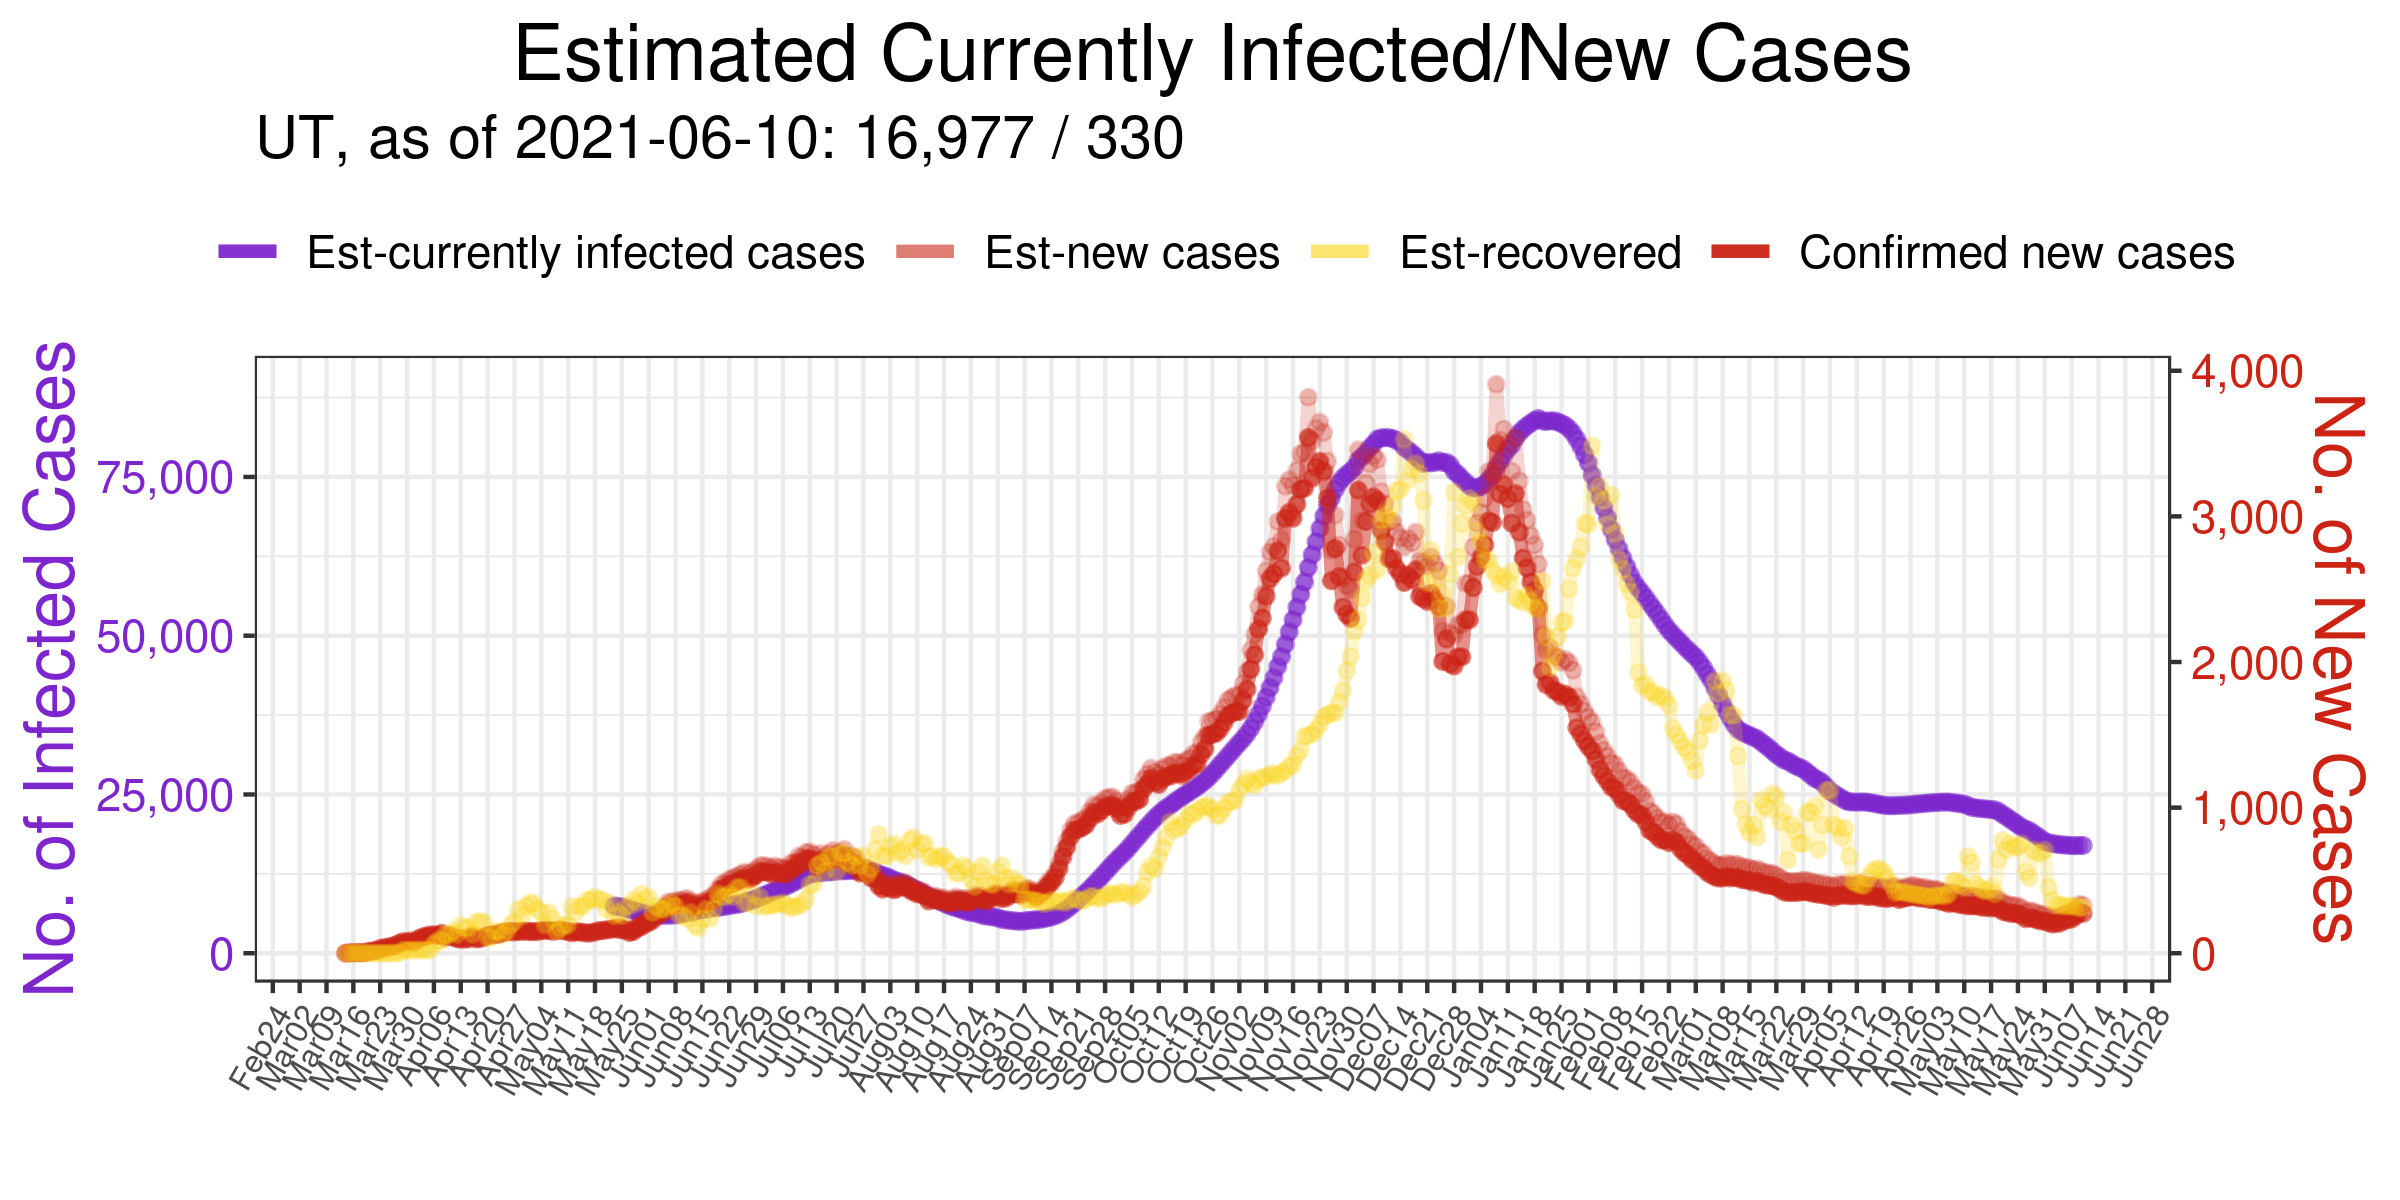 Estimated Currently Infected/New Cases
UT, as of 2021-06-10: 16,977 / 330
Est-currently infected cases
Est-new cases
Est-recovered
Confirmed new cases
No. of Infected Cases
75,000
50,000
25,000
0
4,000
3,000
2,000
1,000
0
No. of New Cases
Feb24
Mar02
Mar09
Mar16
Mar23
Mar30
Apr06
Apr13
Apr20
Apr27
May04
May11
May18
May25
Jun01
Jun08
Jun15
Jun22
Jun29
Jul06
Jul13
Jul20
Jul27
Aug03
Aug10
Aug17
Aug24
Aug31
Sep07
Sep14
Sep21
Sep28
Oct05
Oct12
Oct19
Oct26
Nov02
Nov09
Nov16
Nov23
Nov30
Dec07
Dec14
Dec21
Dec28
Jan04
Jan11
Jan18
Jan25
Feb01
Feb08
Feb15
Feb22
Mar01
Mar08
Mar15
Mar22
Mar29
Apr05
Apr12
Apr19
Apr26
May03
May10
May17
May24
May31
Jun07
Jun14
Jun21
Jun28